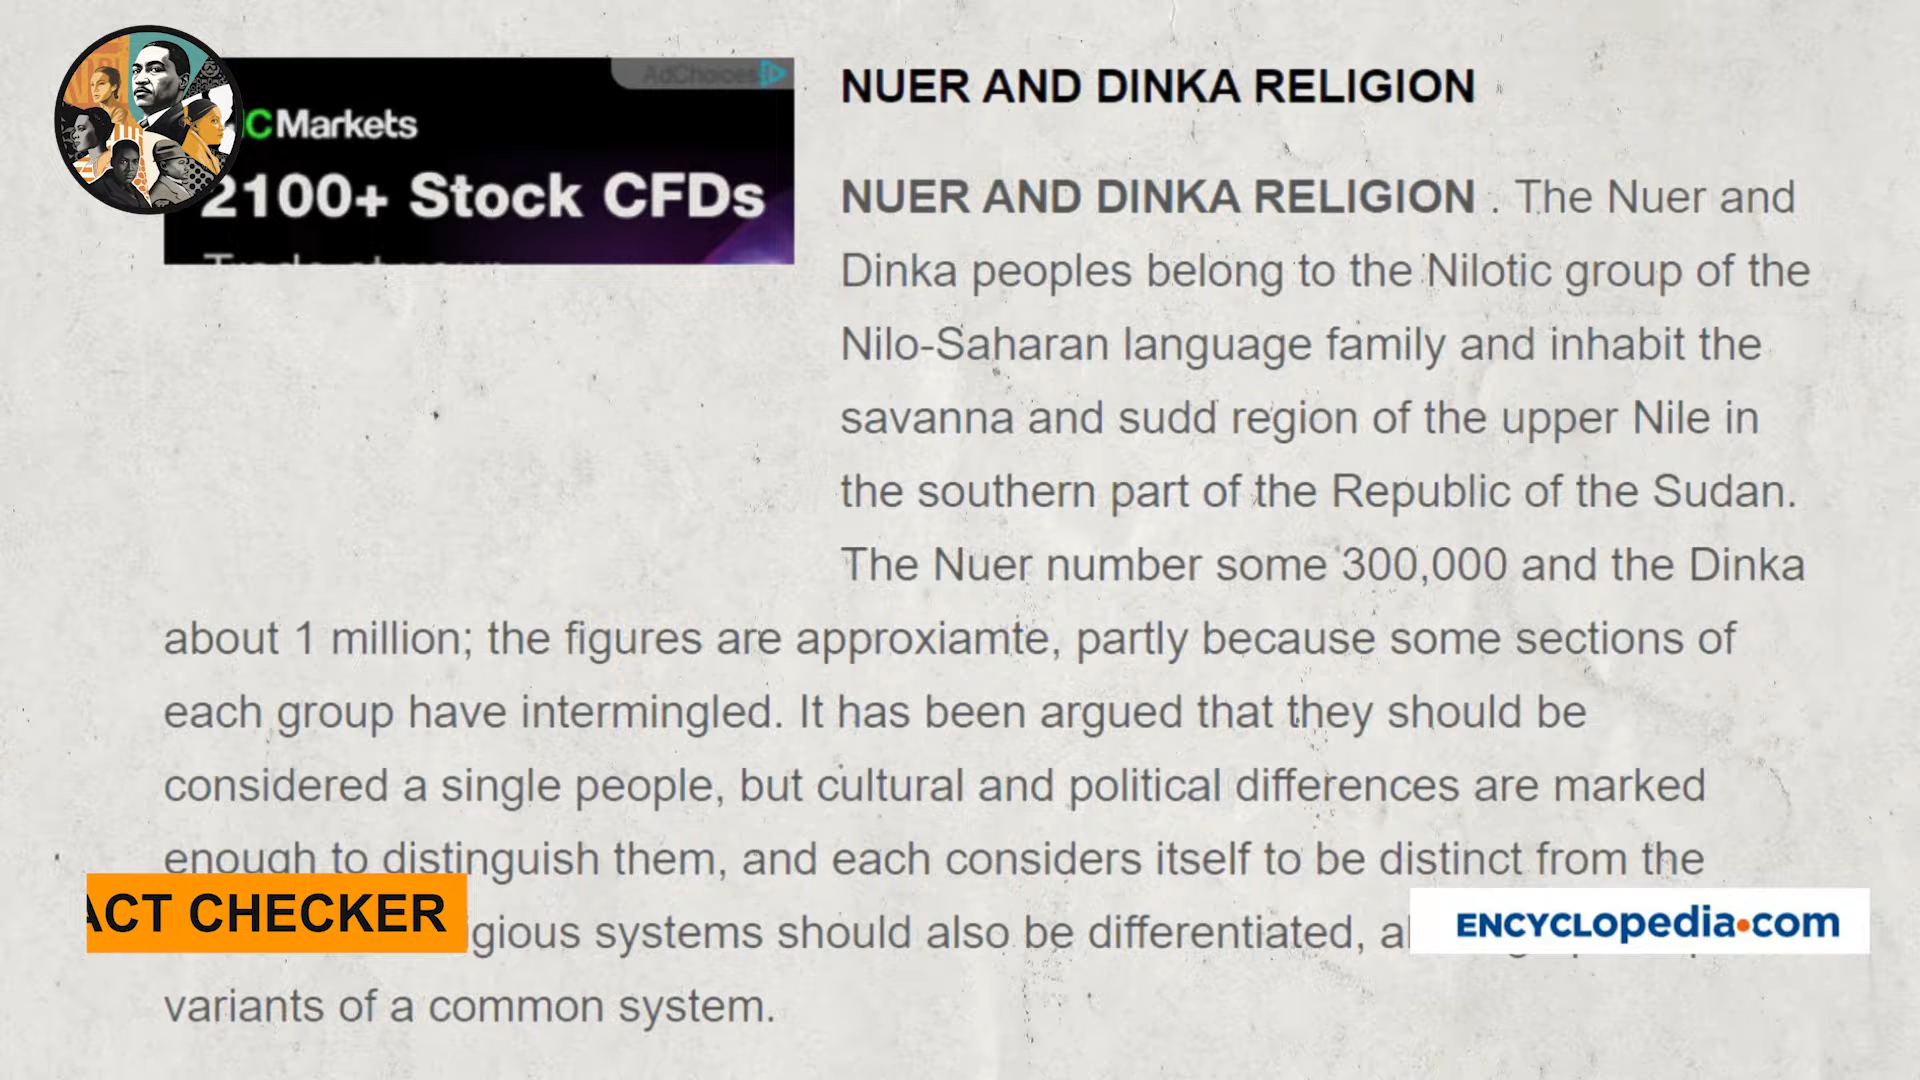 AdChoices
CMarkets
2100+ Stock CFDs
NUER AND DINKA RELIGION
NUER AND DINKA RELIGION . The Nuer and
Dinka peoples belong to the Nilotic group of the
Nilo-Saharan language family and inhabit the
savanna and sudd region of the upper Nile in
the southern part of the Republic of the Sudan.
The Nuer number some 300,000 and the Dinka
about 1 million; the figures are approxiamte, partly because some sections of
each group have intermingled. It has been argued that they should be
considered a single people, but cultural and political differences are marked
enough to distinguish them, and each considers itself to be distinct from the
gious systems should also be differentiated,
variants of a common system.
ACT CHECKER
ENCYCLOpedia.com